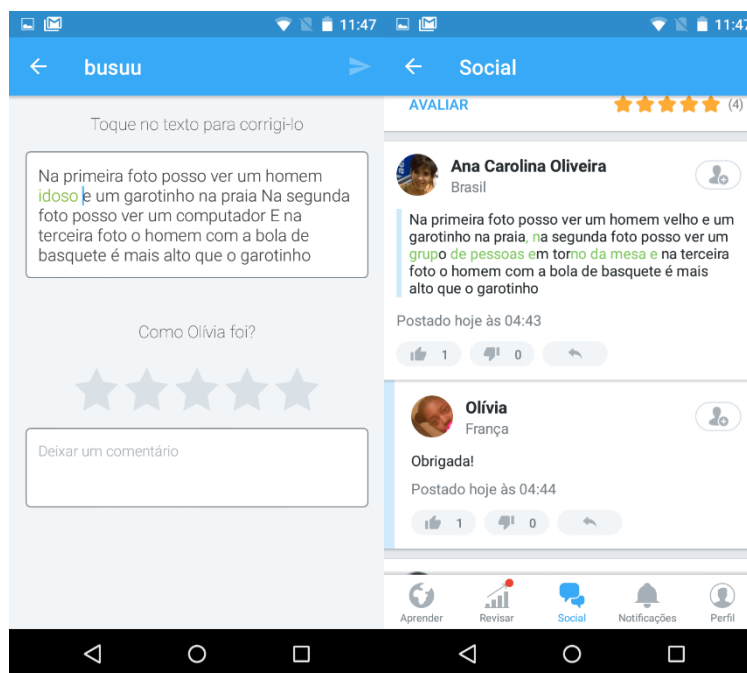 11:47
busuu
Toque no texto para corrigi-lo
Na primeira foto posso ver um homem
idoso e um garotinho na praia Na segunda
foto posso ver um computador E na
terceira foto o homem com a bola de
basquete é mais alto que o garotinho
Como Olívia foi?
Deixar um comentário
11:47
Social
AVALIAR
(4)
Ana Carolina Oliveira
Brasil
Na primeira foto posso ver um homem velho e um
garotinho na praia, na segunda foto posso ver um
grupo de pessoas em torno da mesa e na terceira
foto o homem com a bola de basquete é mais
alto que o garotinho
Postado hoje às 04:43
1
0
Olívia
França
Obrigada!
Postado hoje às 04:44
1
0
Aprender
Revisar
Social
Notificações
Perfil